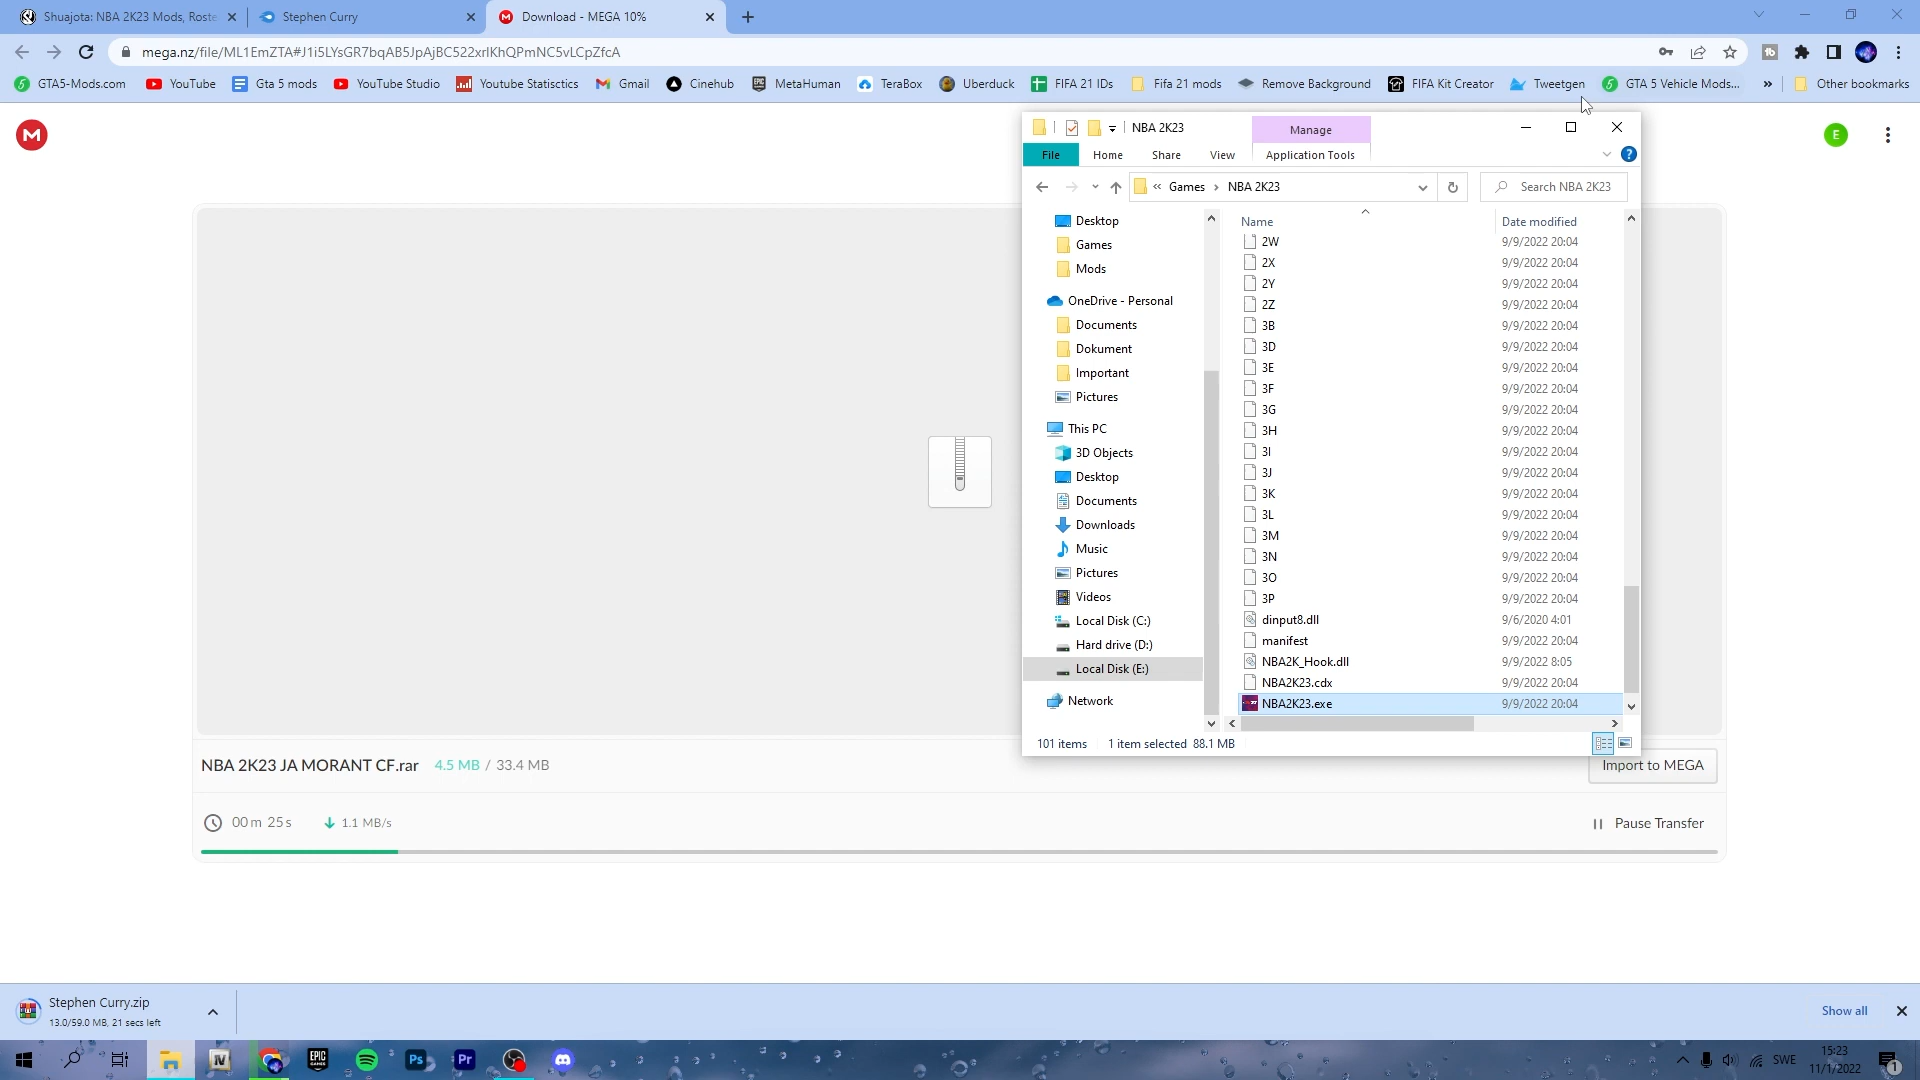 Shuajota: NBA 2K23 Mods, Roste
Stephen Curry
Download - MEGA 10%
mega.nz/file/ML1EmZTA#J1i5LYsGR7bqAB5JpAjBC522xrIKhQPmNC5vLCpZfcA
GTA5-Mods.com
YouTube
Gta 5 mods
YouTube Studio
Youtube Statisctics
Gmail
Cinehub
MetaHuman
TeraBox
Uberduck
FIFA 21 IDs
Fifa 21 mods
Remove Background
FIFA Kit Creator
Tweetgen
GTA 5 Vehicle Mods...
»
Other bookmarks
M
E
NBA 2K23
Manage
File
Home
Share
View
Application Tools
« Games > NBA 2K23
Search NBA 2K23
Desktop
Games
Mods
OneDrive - Personal
Documents
Dokument
Important
Pictures
This PC
3D Objects
Desktop
Documents
Downloads
Music
Pictures
Videos
Local Disk (C:)
Hard drive (D:)
Local Disk (E:)
Network
Name Date modified
2W 9/9/2022 20:04
2X 9/9/2022 20:04
2Y 9/9/2022 20:04
2Z 9/9/2022 20:04
3B 9/9/2022 20:04
3D 9/9/2022 20:04
3E 9/9/2022 20:04
3F 9/9/2022 20:04
3G 9/9/2022 20:04
3H 9/9/2022 20:04
3I 9/9/2022 20:04
3J 9/9/2022 20:04
3K 9/9/2022 20:04
3L 9/9/2022 20:04
3M 9/9/2022 20:04
3N 9/9/2022 20:04
3O 9/9/2022 20:04
3P 9/9/2022 20:04
dinput8.dll 9/6/2020 4:01
manifest 9/9/2022 20:04
NBA2K_Hook.dll 9/9/2022 8:05
NBA2K23.cdx 9/9/2022 20:04
NBA2K23.exe 9/9/2022 20:04
101 items 1 item selected 88.1 MB
NBA 2K23 JA MORANT CF.rar 4.5 MB / 33.4 MB
Import to MEGA
00 m 25 s
1.1 MB/s
Pause Transfer
Stephen Curry.zip
13.0/59.0 MB, 21 secs left
Show all
EPIC GAMES
Ps
Pr
SWE
15:23
11/1/2022
1